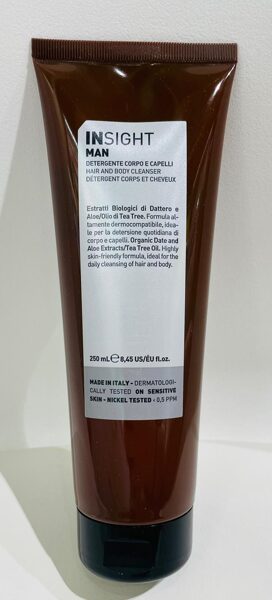 INSIGHT
MAN
DETERGENTE CORPO E CAPELLI
HAIR AND BODY CLEANSER
DÉTERGENT CORPS ET CHEVEUX
Estratti Biologici di Dattero e
Aloe/Olio di Tea Tree. Formula al-
tamente dermocompatibile, idea-
le per la detersione quotidiana di
corpo e capelli. Organic Date and
Aloe Extracts/Tea Tree Oil. Highly
skin-friendly formula, ideal for the
daily cleansing of hair and body.
250 mL℮ 8,45 US/ÉU fl.oz.
MADE IN ITALY - DERMATOLOGI-
CALLY TESTED ON SENSITIVE
SKIN - NICKEL TESTED < 0,5 PPM